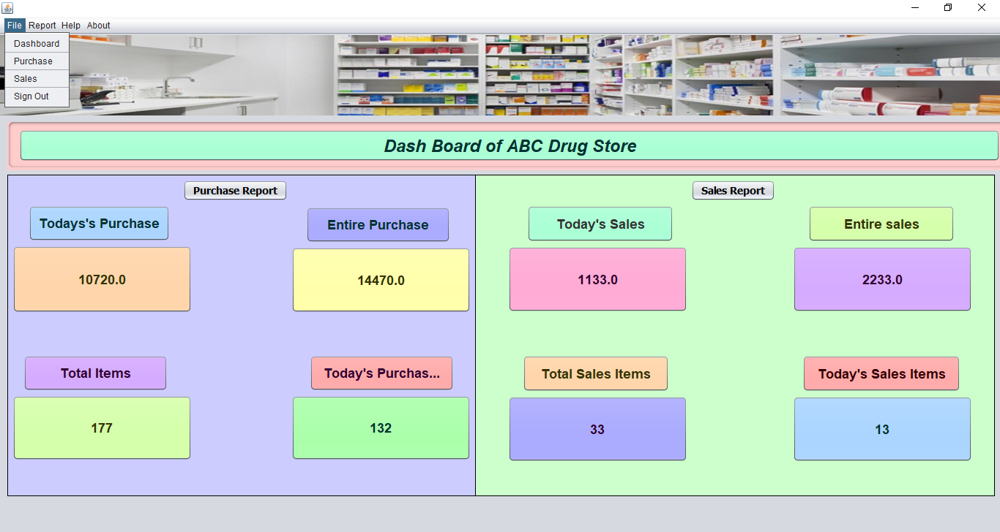 File Report Help About
Dashboard
Purchase
Sales
Sign Out
Dash Board of ABC Drug Store
Purchase Report
Todays's Purchase
Entire Purchase
10720.0
14470.0
Total Items
Today's Purchas...
177
132
Sales Report
Today's Sales
Entire sales
1133.0
2233.0
Total Sales Items
Today's Sales Items
33
13